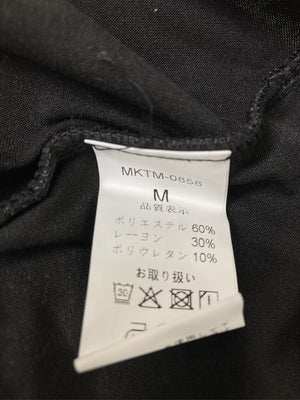 MKTM-0858
M
品質表示
ポリエステル 60%
レーヨン 30%
ポリウレタン 10%
お取り扱い
30